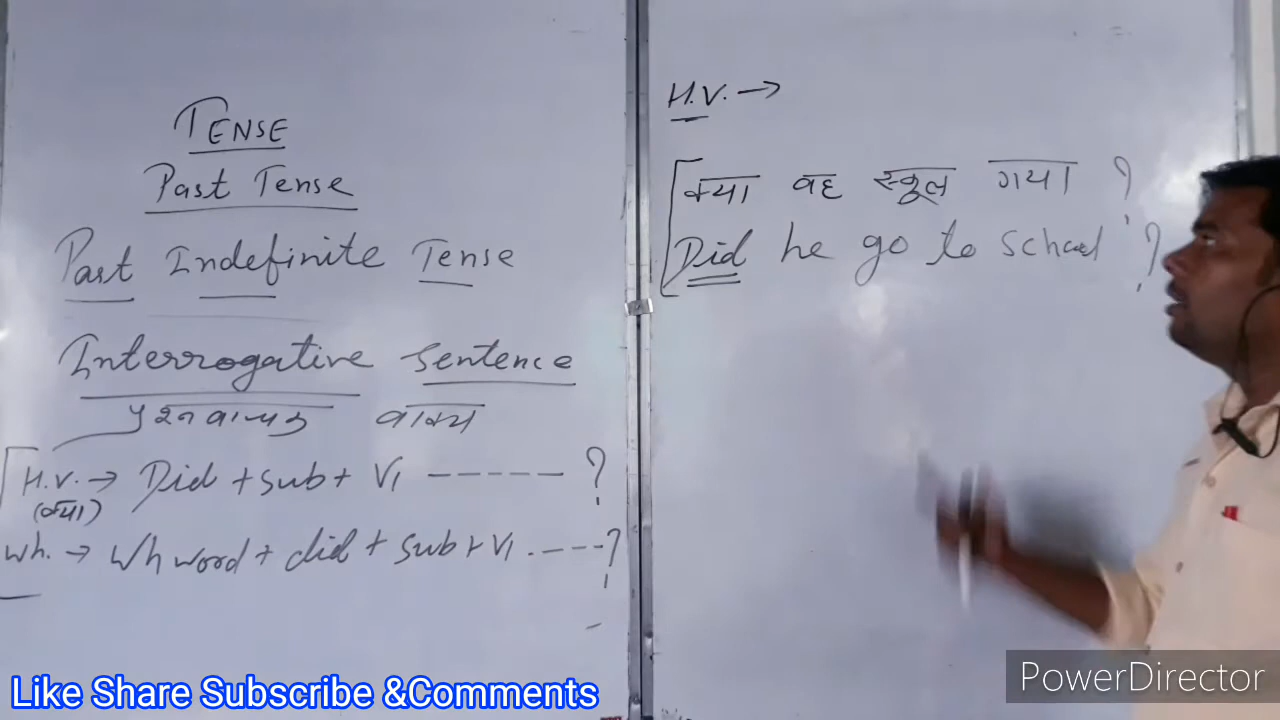 TENSE
Past Tense
Past Indefinite Tense
Interrogative Sentence
प्रश्नवाचक वाक्य
H.V. → Did + sub + V1 ----- ?
(क्या)
Wh. → Wh word + did + sub + V1 . ---- ?
H.V. →
क्या वह स्कूल गया ?
Did he go to school ?
Like Share Subscribe &Comments
PowerDirector